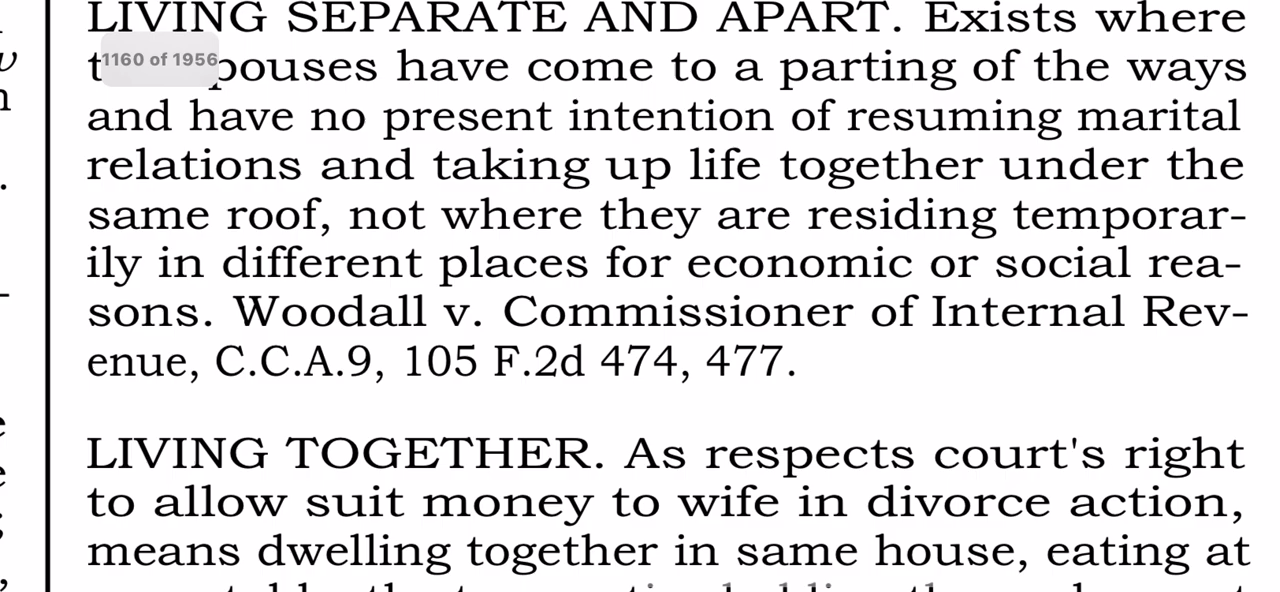 LIVING SEPARATE AND APART. Exists where
1160 of 1956
have come to a parting of the ways
and have no present intention of resuming marital
relations and taking up life together under the
same roof, not where they are residing temporar-
ily in different places for economic or social rea-
sons. Woodall v. Commissioner of Internal Rev-
enue, C.C.A.9, 105 F.2d 474, 477.
LIVING TOGETHER. As respects court's right
to allow suit money to wife in divorce action,
means dwelling together in same house, eating at